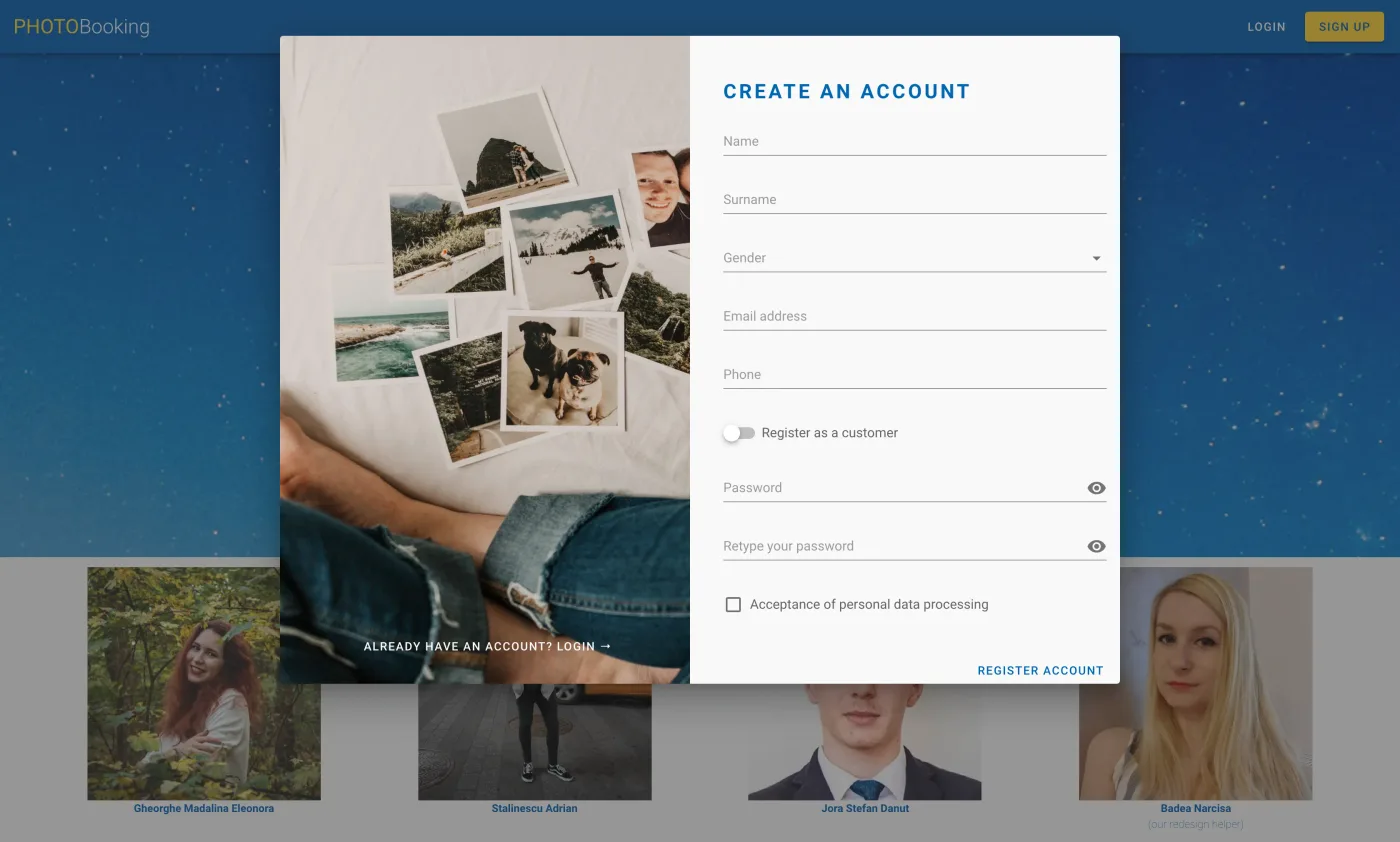 PHOTOBooking
LOGIN
SIGN UP
CREATE AN ACCOUNT
Name
Surname
Gender
Email address
Phone
Register as a customer
Password
Retype your password
Acceptance of personal data processing
ALREADY HAVE AN ACCOUNT? LOGIN →
REGISTER ACCOUNT
Gheorghe Madalina Eleonora
Stalinescu Adrian
Jora Stefan Danut
Badea Narcisa
(our redesign helper)